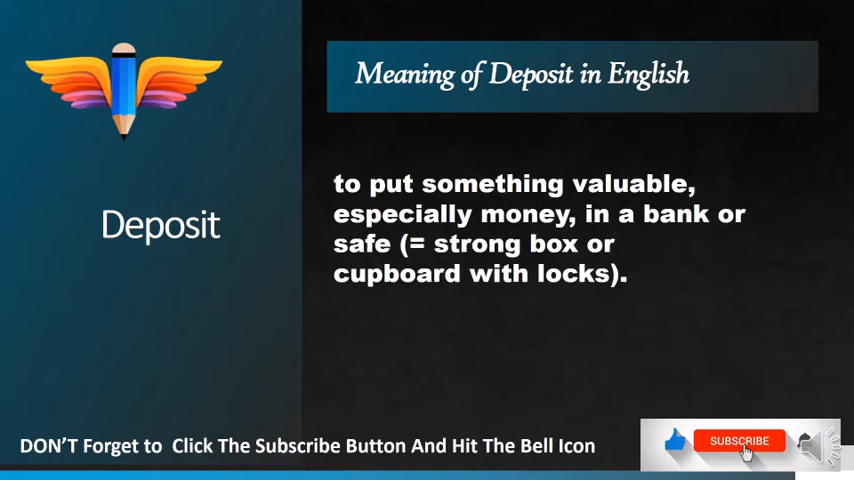 Meaning of Deposit in English
Deposit
to put something valuable,
especially money, in a bank or
safe (= strong box or
cupboard with locks).
DON'T Forget to  Click The Subscribe Button And Hit The Bell Icon
SUBSCRIBE